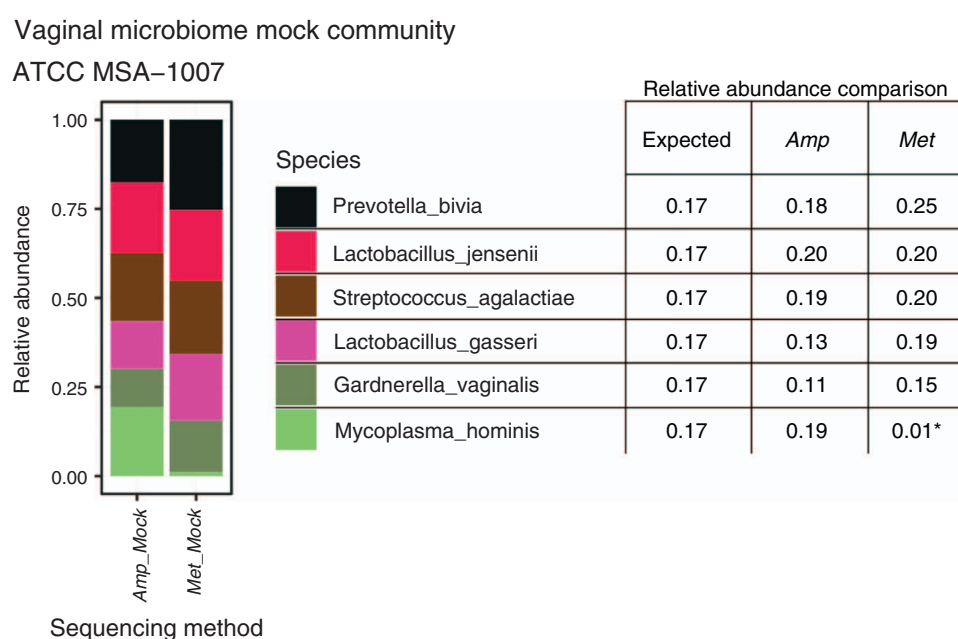 Vaginal microbiome mock community
ATCC MSA−1007
Relative abundance comparison
Expected Amp Met
Species
Prevotella_bivia 0.17 0.18 0.25
Lactobacillus_jensenii 0.17 0.20 0.20
Streptococcus_agalactiae 0.17 0.19 0.20
Lactobacillus_gasseri 0.17 0.13 0.19
Gardnerella_vaginalis 0.17 0.11 0.15
Mycoplasma_hominis 0.17 0.19 0.01*
Relative abundance
1.00
0.75
0.50
0.25
0.00
Amp_Mock
Met_Mock
Sequencing method